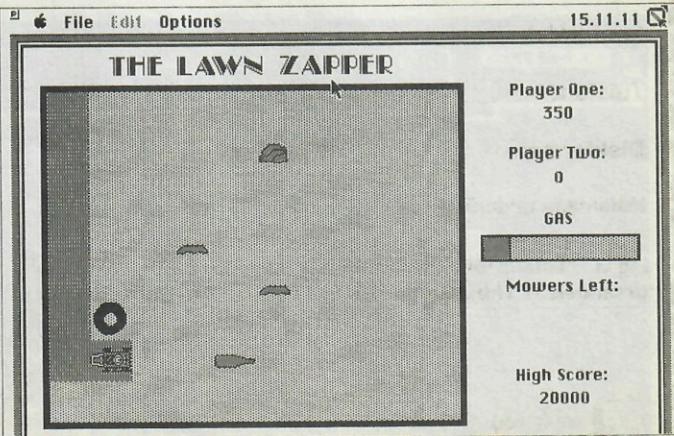 File Edit Options 15.11.11
THE LAWN ZAPPER
Player One:
350
Player Two:
0
GAS
Mowers Left:
High Score:
20000